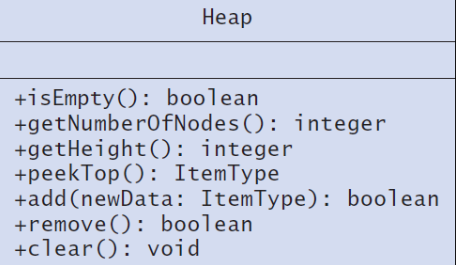 Heap
+isEmpty(): boolean
+getNumberOfNodes(): integer
+getHeight(): integer
+peekTop(): ItemType
+add(newData: ItemType): boolean
+remove(): boolean
+clear(): void